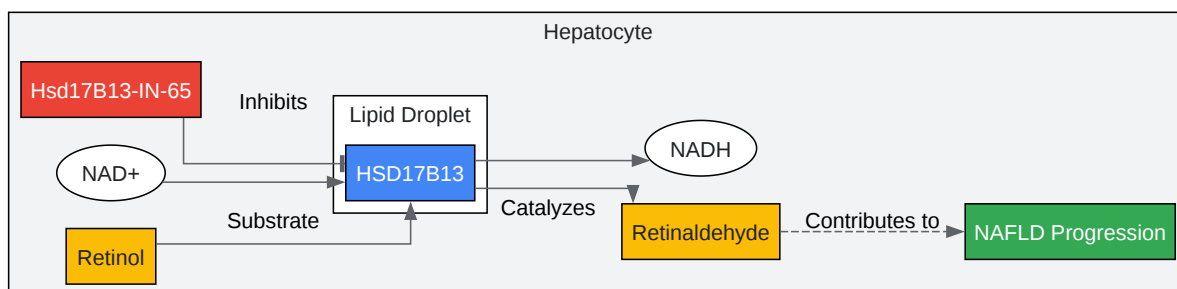 Hepatocyte
Hsd17B13-IN-65
Inhibits
Lipid Droplet
NAD+
HSD17B13
NADH
Substrate
Catalyzes
Retinol
Retinaldehyde
Contributes to
NAFLD Progression